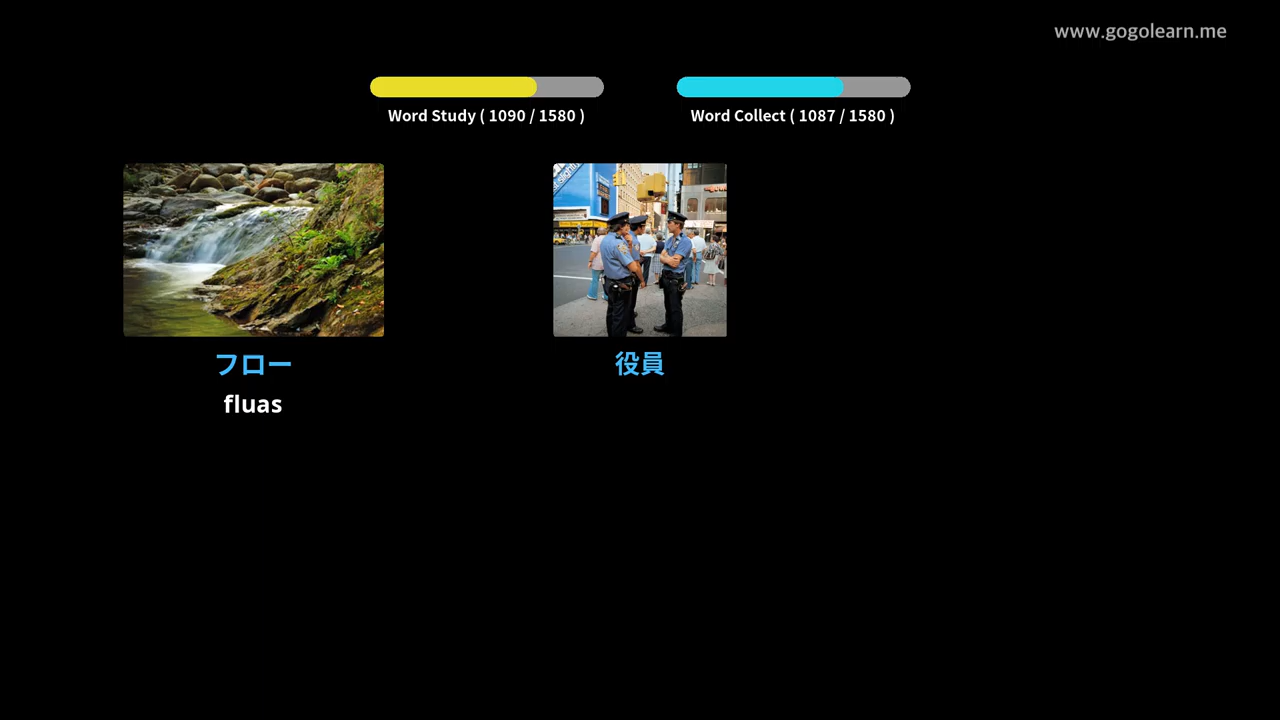 www.gogolearn.me
Word Study ( 1090 / 1580 )
Word Collect ( 1087 / 1580 )
フロー
役員
fluas